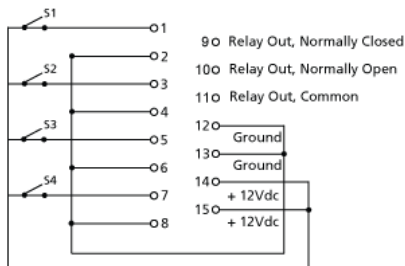 S1
1
2
S2
3
4
S3
5
6
S4
7
8
9 Relay Out, Normally Closed
10 Relay Out, Normally Open
11 Relay Out, Common
12
Ground
13
Ground
14
+ 12Vdc
15
+ 12Vdc